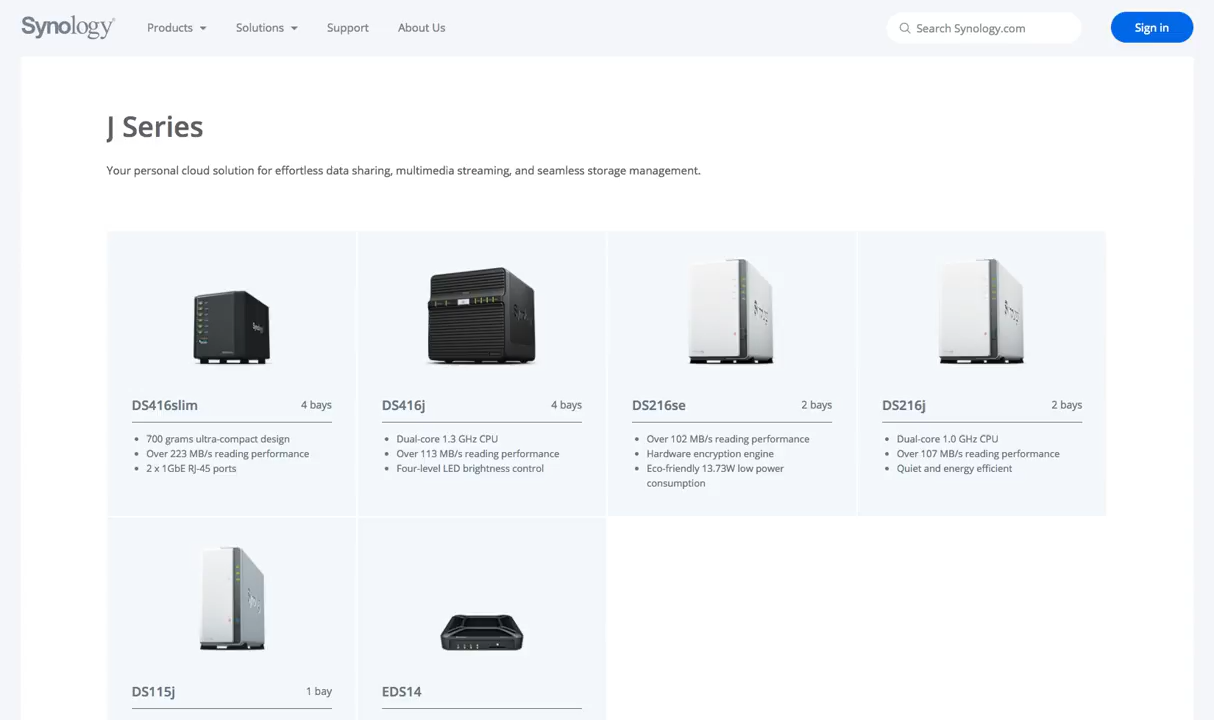 Synology
Products
Solutions
Support
About Us
Search Synology.com
Sign in
J Series
Your personal cloud solution for effortless data sharing, multimedia streaming, and seamless storage management.
DS416slim
4 bays
700 grams ultra-compact design
Over 223 MB/s reading performance
2 x 1GbE RJ-45 ports
DS416j
4 bays
Dual-core 1.3 GHz CPU
Over 113 MB/s reading performance
Four-level LED brightness control
DS216se
2 bays
Over 102 MB/s reading performance
Hardware encryption engine
Eco-friendly 13.73W low power
consumption
DS216j
2 bays
Dual-core 1.0 GHz CPU
Over 107 MB/s reading performance
Quiet and energy efficient
DS115j
1 bay
EDS14